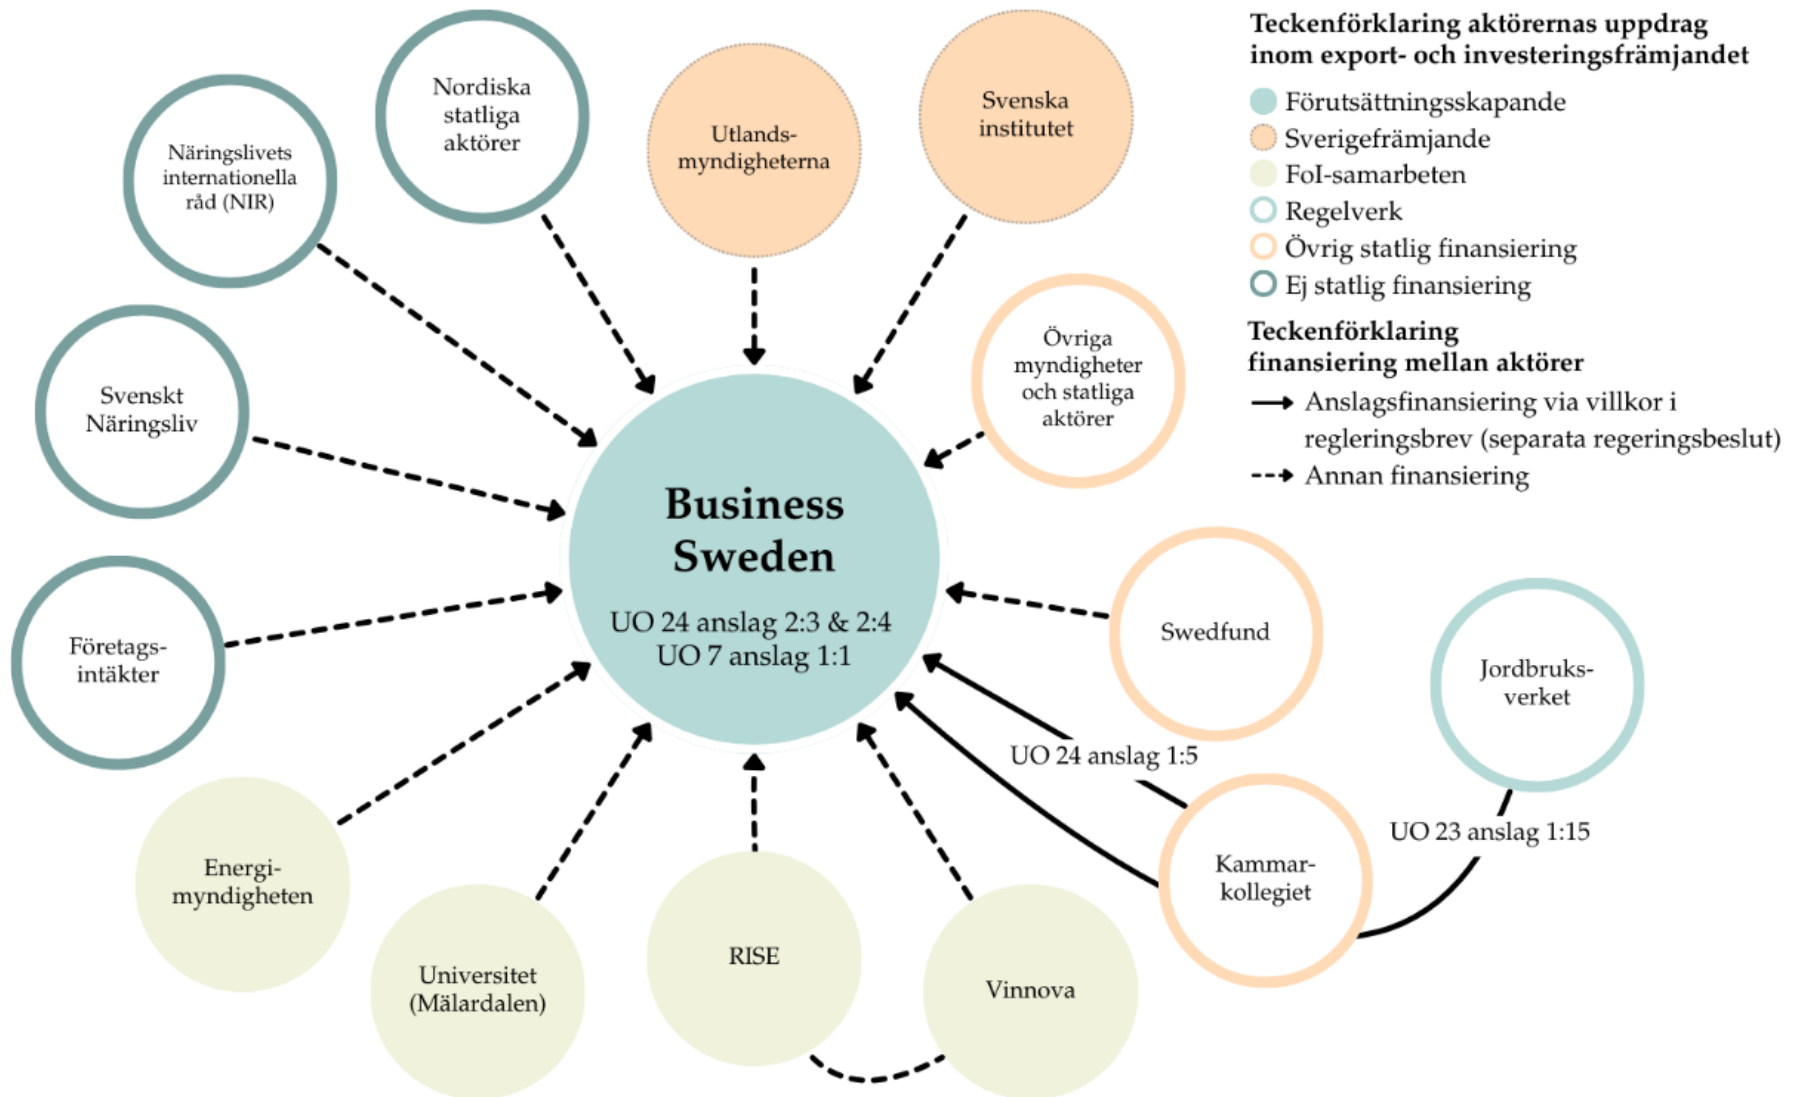 Teckenförklaring aktörernas uppdrag
inom export- och investeringsfrämjandet
Förutsättningsskapande
Sverigefrämjande
FoI-samarbeten
Regelverk
Övrig statlig finansiering
Ej statlig finansiering
Teckenförklaring
finansiering mellan aktörer
Anslagsfinansiering via villkor i
regleringsbrev (separata regeringsbeslut)
Annan finansiering
Nordiska
statliga
aktörer
Utlands-
myndigheterna
Svenska
institutet
Näringslivets
internationella
råd (NIR)
Övriga
myndigheter
och statliga
aktörer
Svenskt
Näringsliv
Business
Sweden
UO 24 anslag 2:3 & 2:4
UO 7 anslag 1:1
Swedfund
Företags-
intäkter
Jordbruks-
verket
UO 24 anslag 1:5
UO 23 anslag 1:15
Kammar-
kollegiet
Energi-
myndigheten
Universitet
(Mälardalen)
RISE
Vinnova